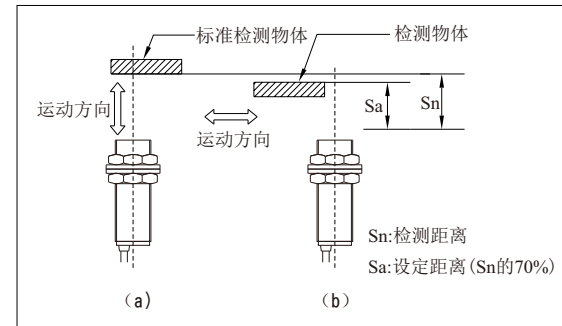 标准检测物体
检测物体
运动方向
运动方向
Sa
Sn
Sn:检测距离
Sa:设定距离(Sn的70%)
(a)
(b)